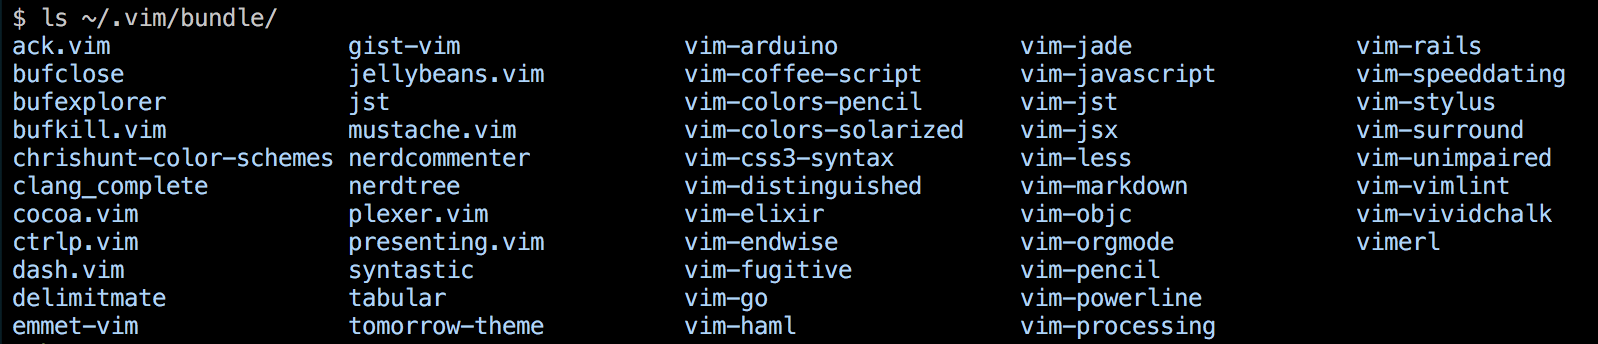 $ ls ~/.vim/bundle/
ack.vim gist-vim vim-arduino vim-jade vim-rails
bufclose jellybeans.vim vim-coffee-script vim-javascript vim-speeddating
bufexplorer jst vim-colors-pencil vim-jst vim-stylus
bufkill.vim mustache.vim vim-colors-solarized vim-jsx vim-surround
chrishunt-color-schemes nerdcommenter vim-css3-syntax vim-less vim-unimpaired
clang_complete nerdtree vim-distinguished vim-markdown vim-vimlint
cocoa.vim plexer.vim vim-elixir vim-objc vim-vividchalk
ctrlp.vim presenting.vim vim-endwise vim-orgmode vimerl
dash.vim syntastic vim-fugitive vim-pencil
delimitmate tabular vim-go vim-powerline
emmet-vim tomorrow-theme vim-haml vim-processing